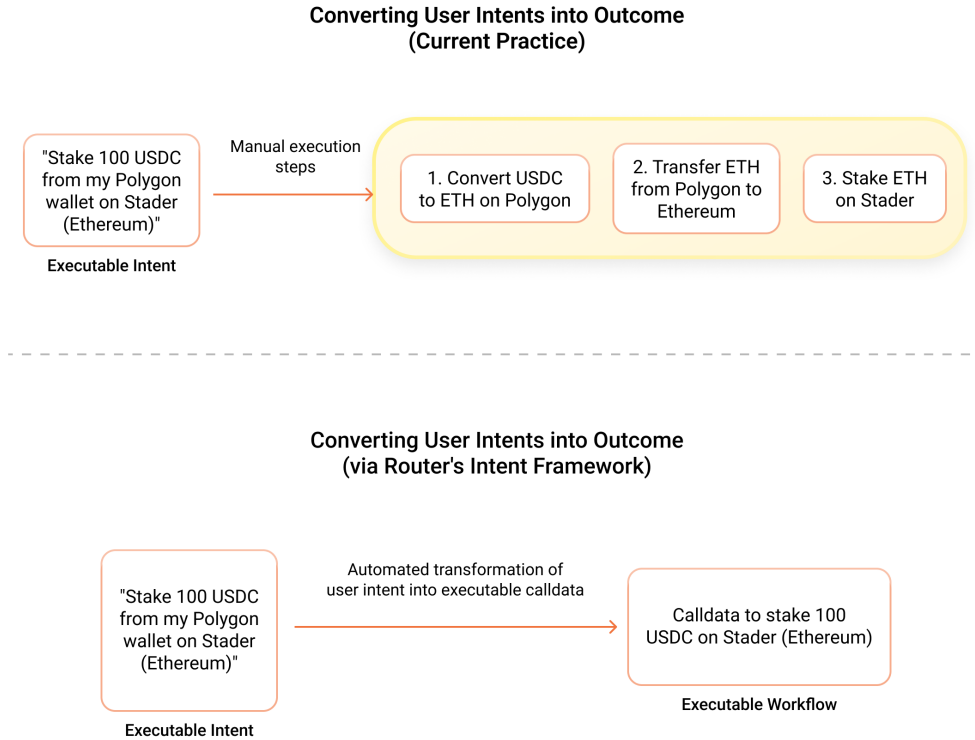 Converting User Intents into Outcome
(Current Practice)
"Stake 100 USDC
from my Polygon
wallet on Stader
(Ethereum)"
Executable Intent
Manual execution
steps
1. Convert USDC
to ETH on Polygon
2. Transfer ETH
from Polygon to
Ethereum
3. Stake ETH
on Stader
Converting User Intents into Outcome
(via Router's Intent Framework)
"Stake 100 USDC
from my Polygon
wallet on Stader
(Ethereum)"
Executable Intent
Automated transformation of
user intent into executable calldata
Calldata to stake 100
USDC on Stader (Ethereum)
Executable Workflow